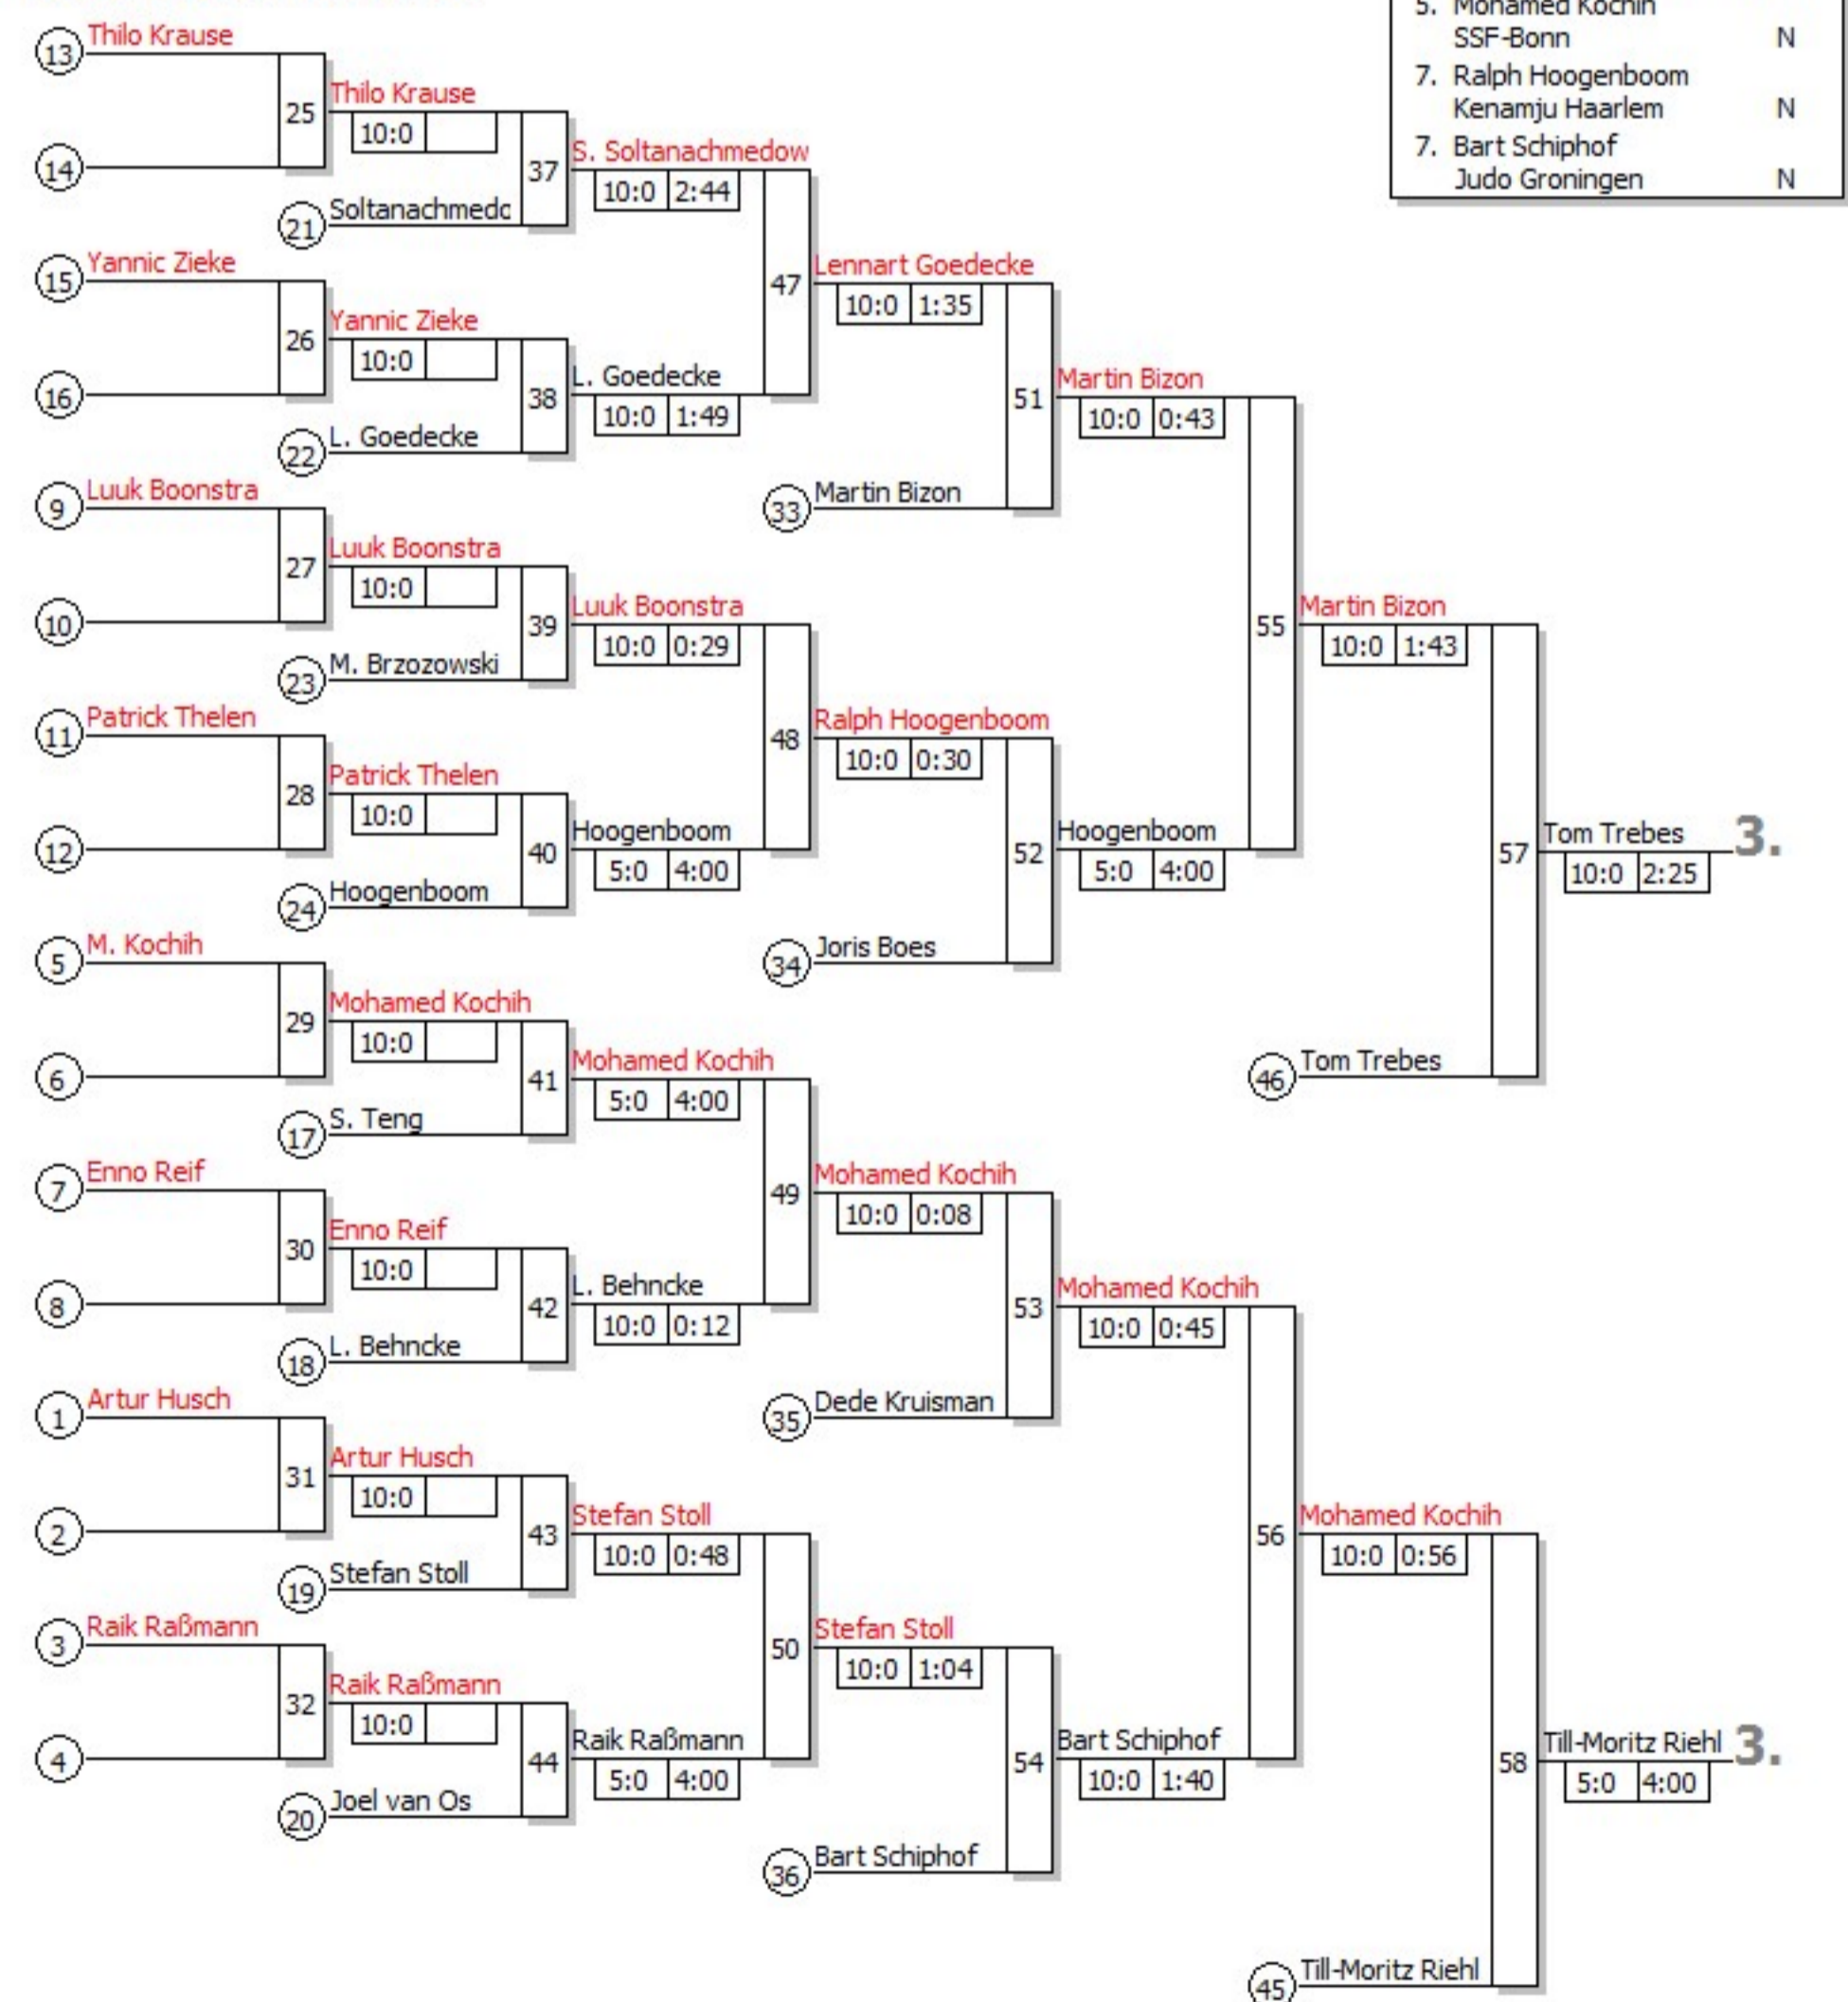 5. Mohamed Kochih
SSF-Bonn N
7. Ralph Hoogenboom
Kenamju Haarlem N
7. Bart Schiphof
Judo Groningen N
13 Thilo Krause
25 Thilo Krause
10:0
14
37 S. Soltanachmedow
10:0 2:44
21 Soltanachmedo
15 Yannic Zieke
47 Lennart Goedecke
10:0 1:35
26 Yannic Zieke
10:0
16
38 L. Goedecke
10:0 1:49
51 Martin Bizon
10:0 0:43
22 L. Goedecke
9 Luuk Boonstra
33 Martin Bizon
27 Luuk Boonstra
10:0
10
39 Luuk Boonstra
10:0 0:29
55 Martin Bizon
10:0 1:43
23 M. Brzozowski
11 Patrick Thelen
48 Ralph Hoogenboom
10:0 0:30
28 Patrick Thelen
10:0
12
40 Hoogenboom
5:0 4:00
52 Hoogenboom
5:0 4:00
57 Tom Trebes 3.
10:0 2:25
24 Hoogenboom
5 M. Kochih
34 Joris Boes
29 Mohamed Kochih
10:0
6
41 Mohamed Kochih
5:0 4:00
46 Tom Trebes
17 S. Teng
7 Enno Reif
49 Mohamed Kochih
10:0 0:08
30 Enno Reif
10:0
8
42 L. Behncke
10:0 0:12
53 Mohamed Kochih
10:0 0:45
18 L. Behncke
1 Artur Husch
35 Dede Kruisman
31 Artur Husch
10:0
2
43 Stefan Stoll
10:0 0:48
56 Mohamed Kochih
10:0 0:56
19 Stefan Stoll
3 Raik Raßmann
50 Stefan Stoll
10:0 1:04
32 Raik Raßmann
10:0
4
44 Raik Raßmann
5:0 4:00
54 Bart Schiphof
10:0 1:40
58 Till-Moritz Riehl 3.
5:0 4:00
20 Joel van Os
36 Bart Schiphof
45 Till-Moritz Riehl